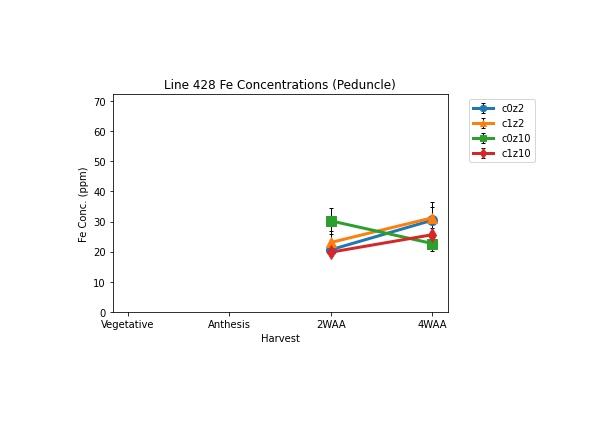 Line 428 Fe Concentrations (Peduncle)
70
60
50
40
30
20
10
0
Fe Conc. (ppm)
Vegetative Anthesis 2WAA 4WAA
Harvest
c0z2
c1z2
c0z10
c1z10